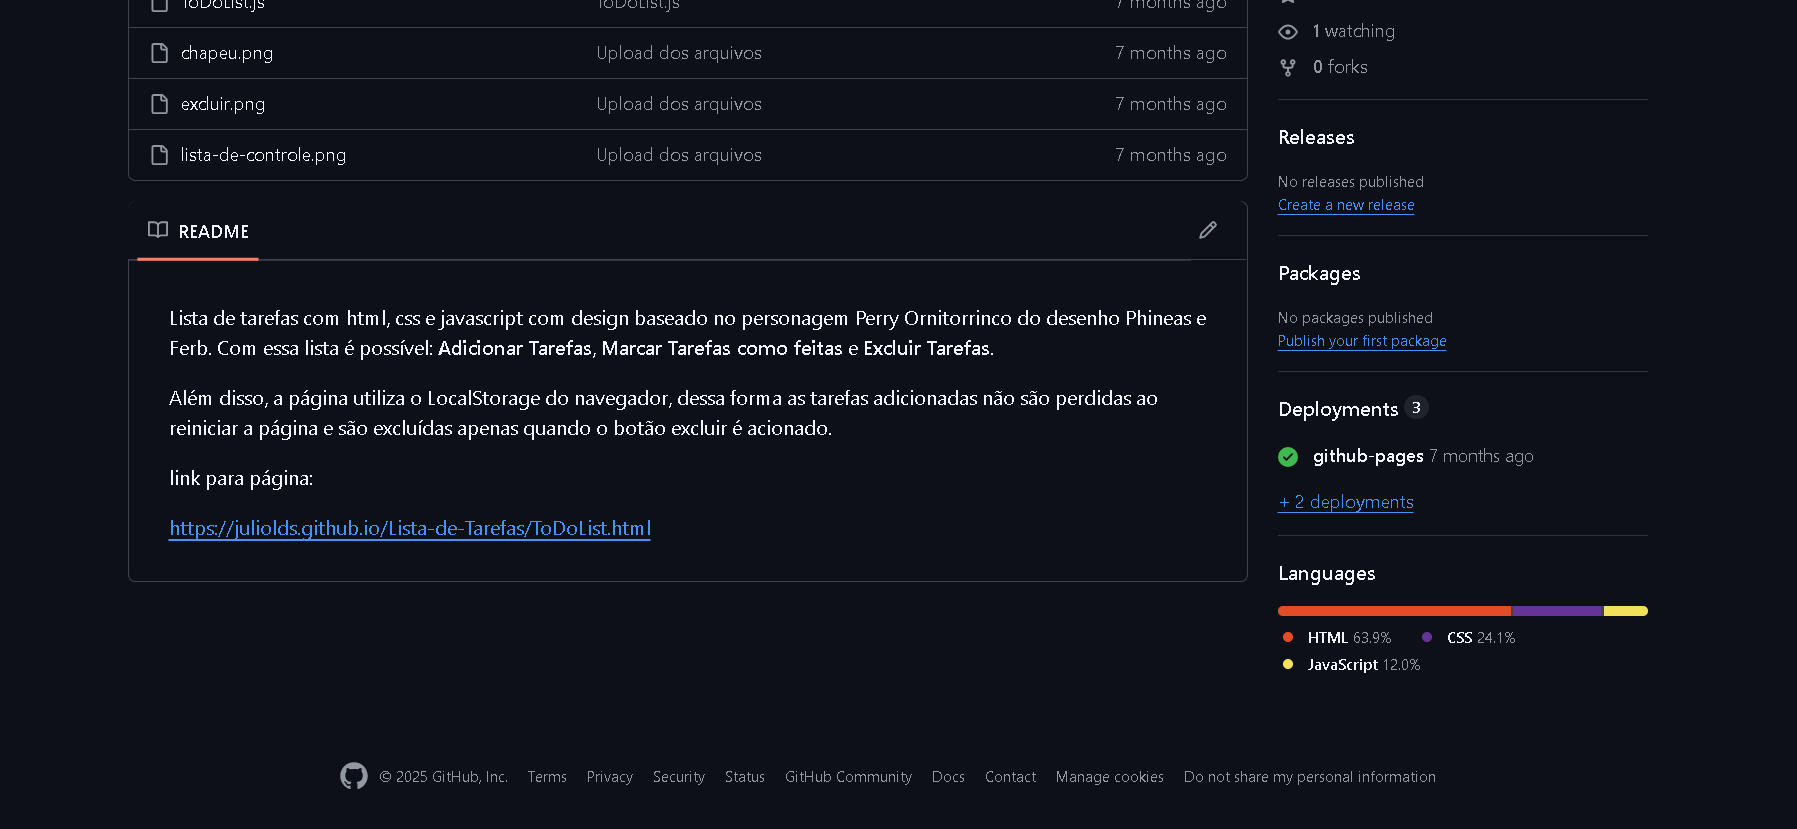 ToDoList.js ToDoList.js 7 months ago
chapeu.png Upload dos arquivos 7 months ago
excluir.png Upload dos arquivos 7 months ago
lista-de-controle.png Upload dos arquivos 7 months ago
README
Lista de tarefas com html, css e javascript com design baseado no personagem Perry Ornitorrinco do desenho Phineas e
Ferb. Com essa lista é possível: Adicionar Tarefas, Marcar Tarefas como feitas e Excluir Tarefas.
Além disso, a página utiliza o LocalStorage do navegador, dessa forma as tarefas adicionadas não são perdidas ao
reiniciar a página e são excluídas apenas quando o botão excluir é acionado.
link para página:
https://juliolds.github.io/Lista-de-Tarefas/ToDoList.html
1 watching
0 forks
Releases
No releases published
Create a new release
Packages
No packages published
Publish your first package
Deployments 3
github-pages 7 months ago
+ 2 deployments
Languages
HTML 63.9% CSS 24.1%
JavaScript 12.0%
© 2025 GitHub, Inc. Terms Privacy Security Status GitHub Community Docs Contact Manage cookies Do not share my personal information